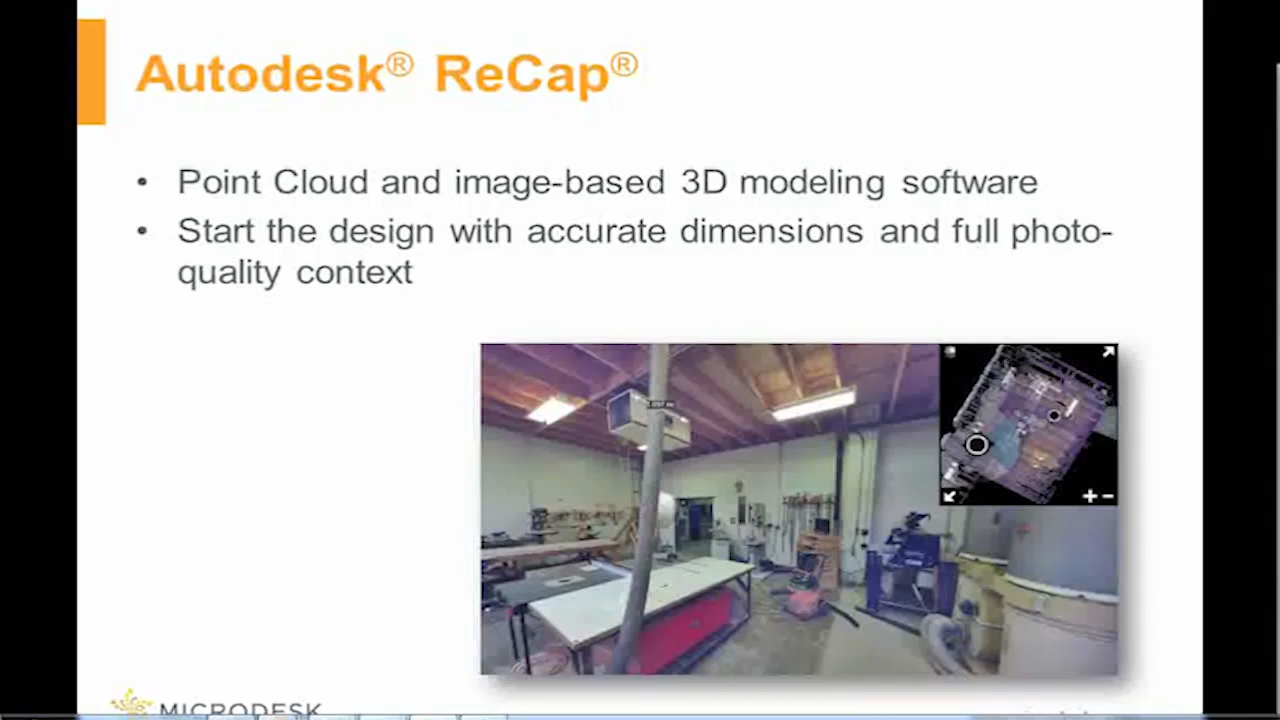 Autodesk® ReCap®
• Point Cloud and image-based 3D modeling software
• Start the design with accurate dimensions and full photo-
quality context
MICRODESK